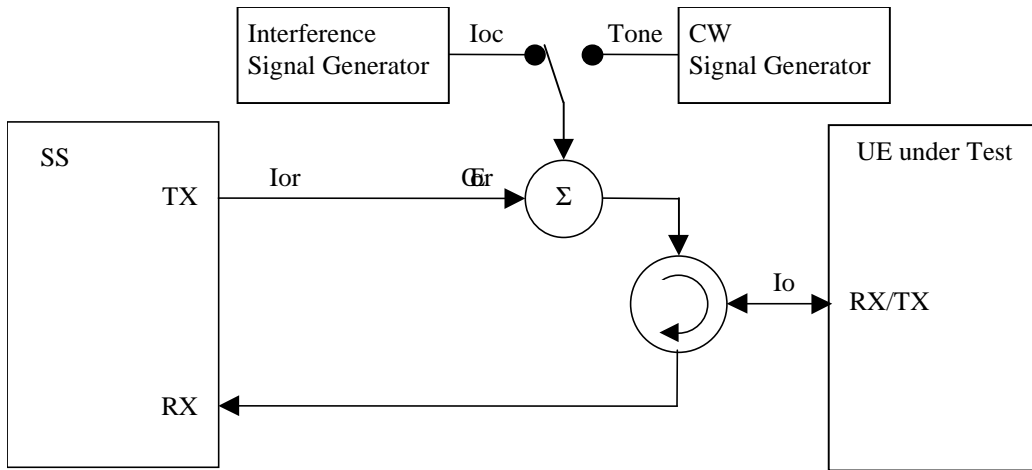 Interference
Signal Generator
Ioc
Tone
CW
Signal Generator
SS
UE under Test
TX
Ior
Σ
Io
RX/TX
RX